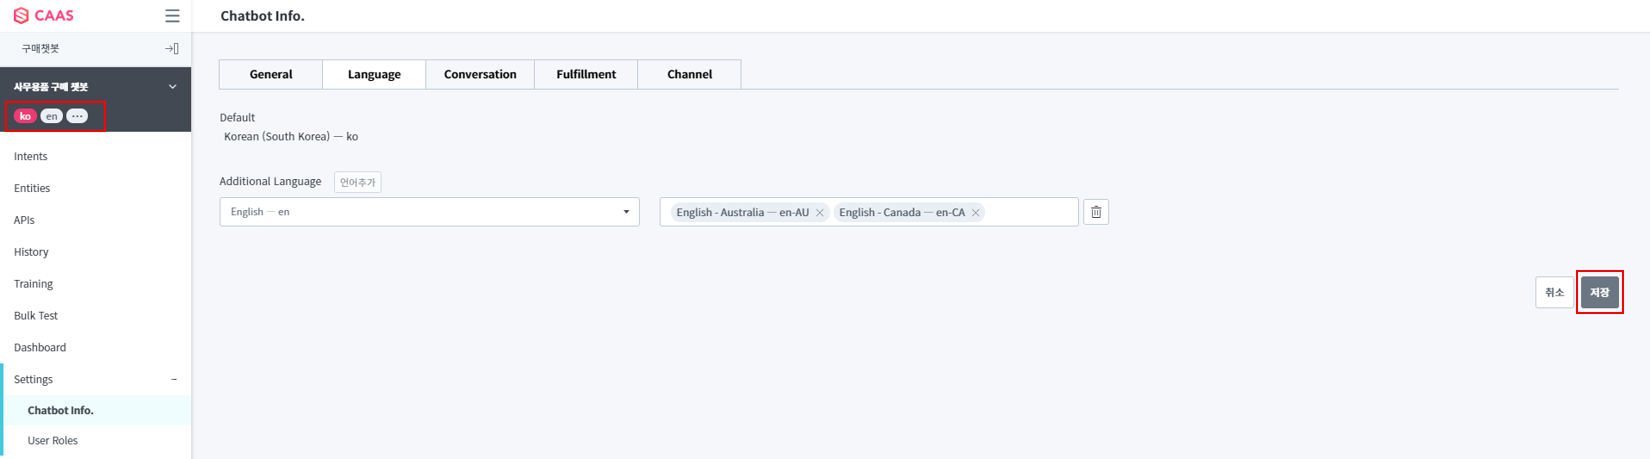 CAAS
구매챗봇
사무용품 구매 챗봇
ko en ···
Intents
Entities
APIs
History
Training
Bulk Test
Dashboard
Settings –
Chatbot Info.
User Roles
Chatbot Info.
General Language Conversation Fulfillment Channel
Default
Korean (South Korea) — ko
Additional Language 언어추가
English — en English - Australia — en-AU × English - Canada — en-CA ×
취소 저장